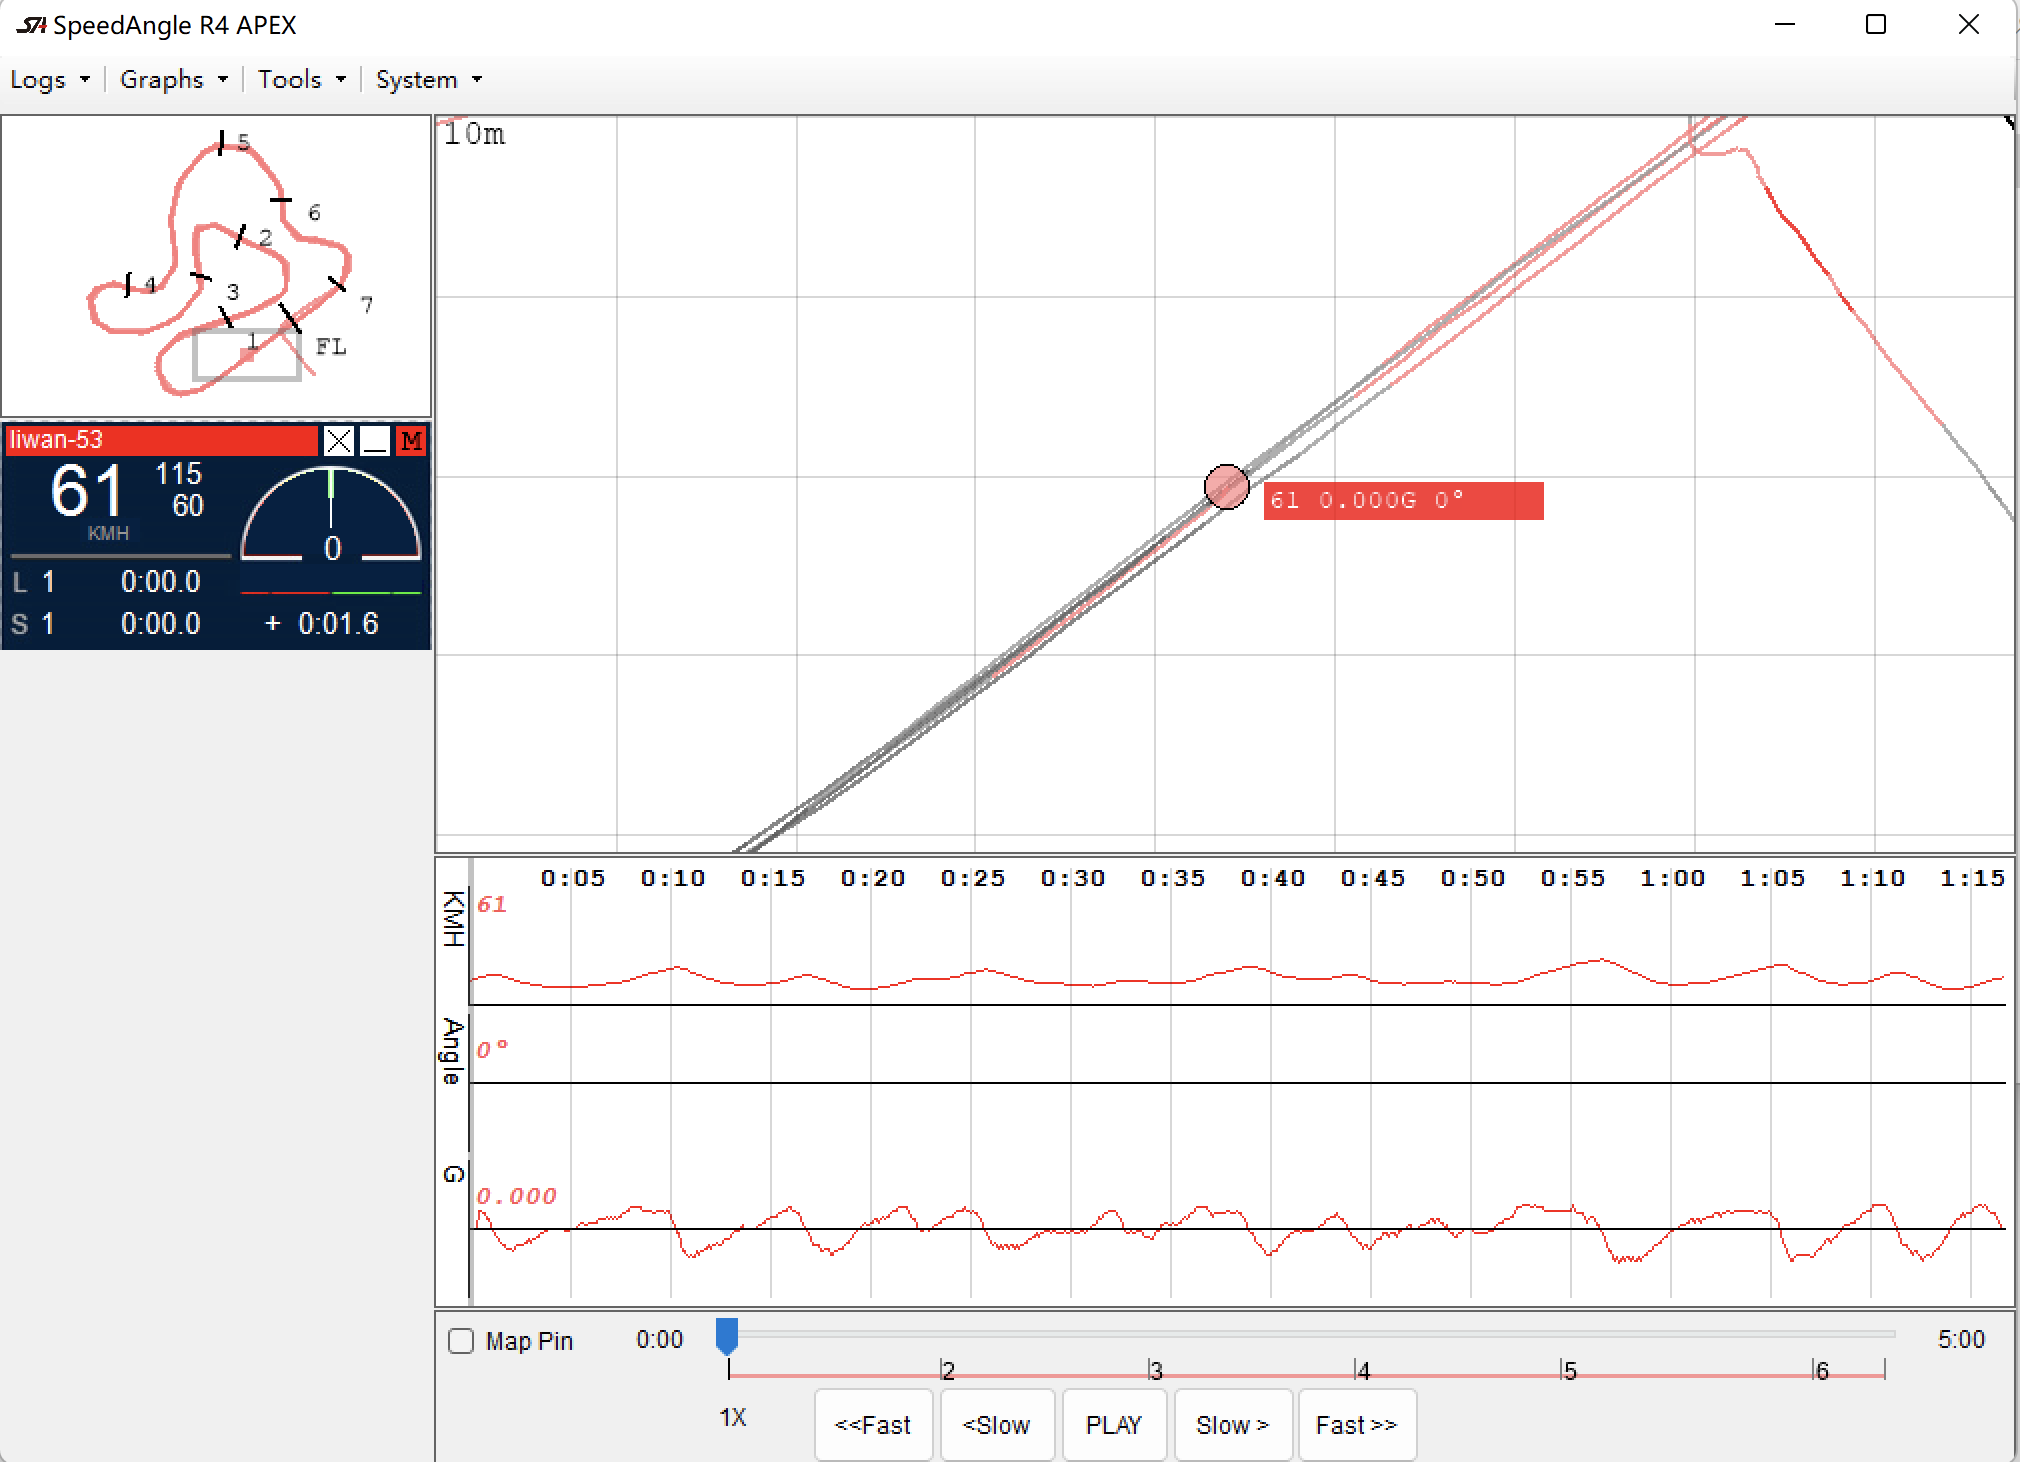 SA SpeedAngle R4 APEX
Logs Graphs Tools System
5
6
2
4
3
7
1
FL
10m
61 0.000G 0°
liwan-53 M
61 115
60
KMH
0
L 1 0:00.0
S 1 0:00.0 + 0:01.6
0:05 0:10 0:15 0:20 0:25 0:30 0:35 0:40 0:45 0:50 0:55 1:00 1:05 1:10 1:15
KMH 61
Angle 0°
G 0.000
Map Pin 0:00 5:00
2 3 4 5 6
1X <<Fast <Slow PLAY Slow > Fast >>